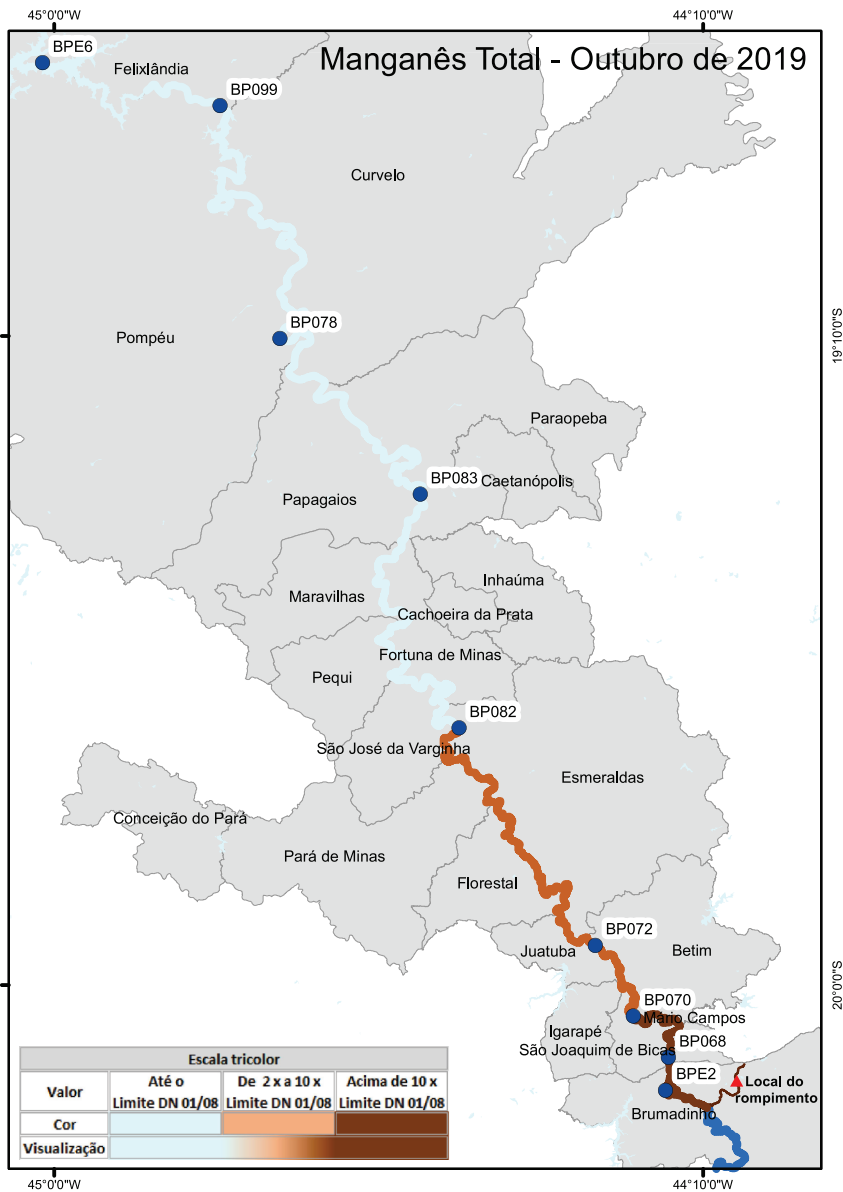 45°0'0"W
44°10'0"W
Manganês Total - Outubro de 2019
BPE6
Felixlândia
BP099
Curvelo
BP078
Pompéu
19°10'0"S
Paraopeba
BP083
Caetanópolis
Papagaios
Inhaúma
Maravilhas
Cachoeira da Prata
Fortuna de Minas
Pequi
BP082
São José da Varginha
Esmeraldas
Conceição do Pará
Pará de Minas
Florestal
BP072
Juatuba
Betim
20°0'0"S
BP070
Mário Campos
Igarapé
BP068
São Joaquim de Bicas
BPE2
Local do
rompimento
Brumadinho
Escala tricolor
Valor
Até o
Limite DN 01/08
De 2 x a 10 x
Limite DN 01/08
Acima de 10 x
Limite DN 01/08
Cor
Visualização
45°0'0"W
44°10'0"W